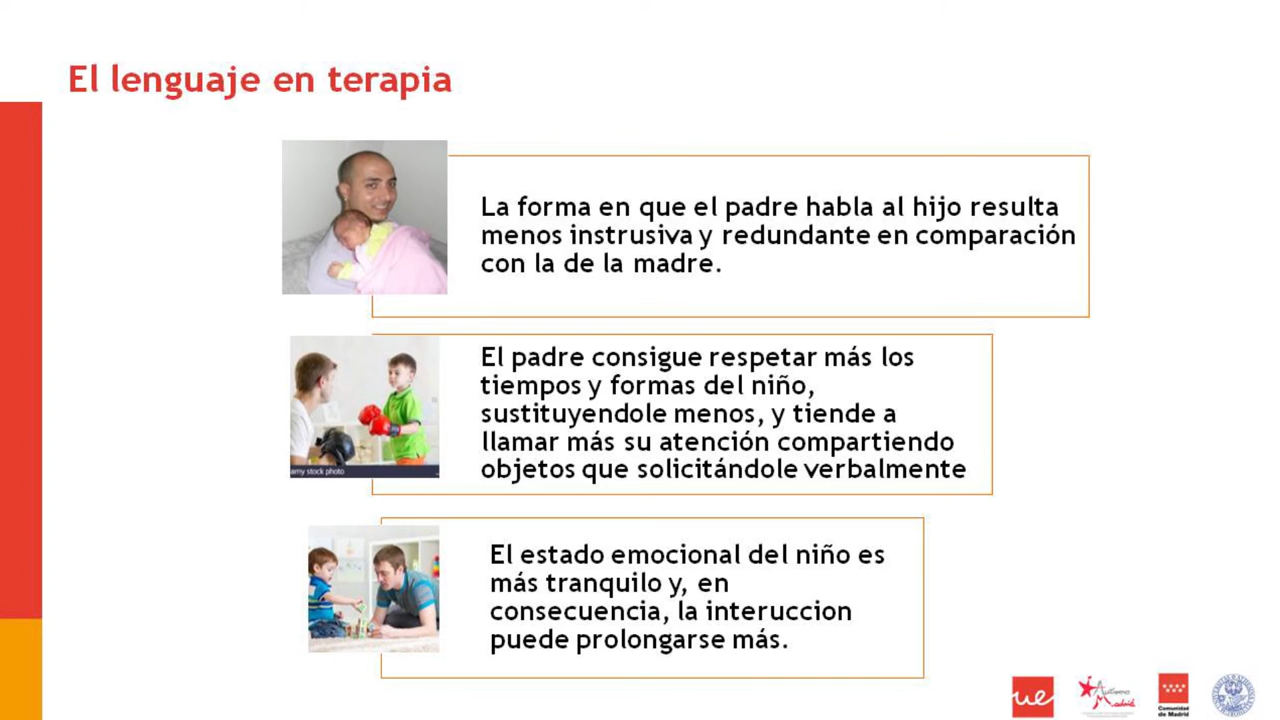 El lenguaje en terapia
La forma en que el padre habla al hijo resulta
menos instrusiva y redundante en comparación
con la de la madre.
El padre consigue respetar más los
tiempos y formas del niño,
sustituyendole menos, y tiende a
llamar más su atención compartiendo
objetos que solicitándole verbalmente
amy stock photo
El estado emocional del niño es
más tranquilo y, en
consecuencia, la interuccion
puede prolongarse más.
ue
Autismo
Madrid
Comunidad
de Madrid